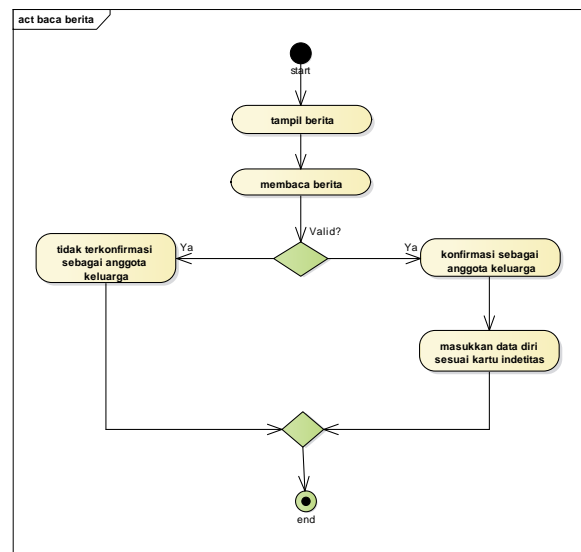 act baca berita
start
tampil berita
membaca berita
Valid?
Ya
Ya
tidak terkonfirmasi
sebagai anggota
keluarga
konfirmasi sebagai
anggota keluarga
masukkan data diri
sesuai kartu indetitas
end